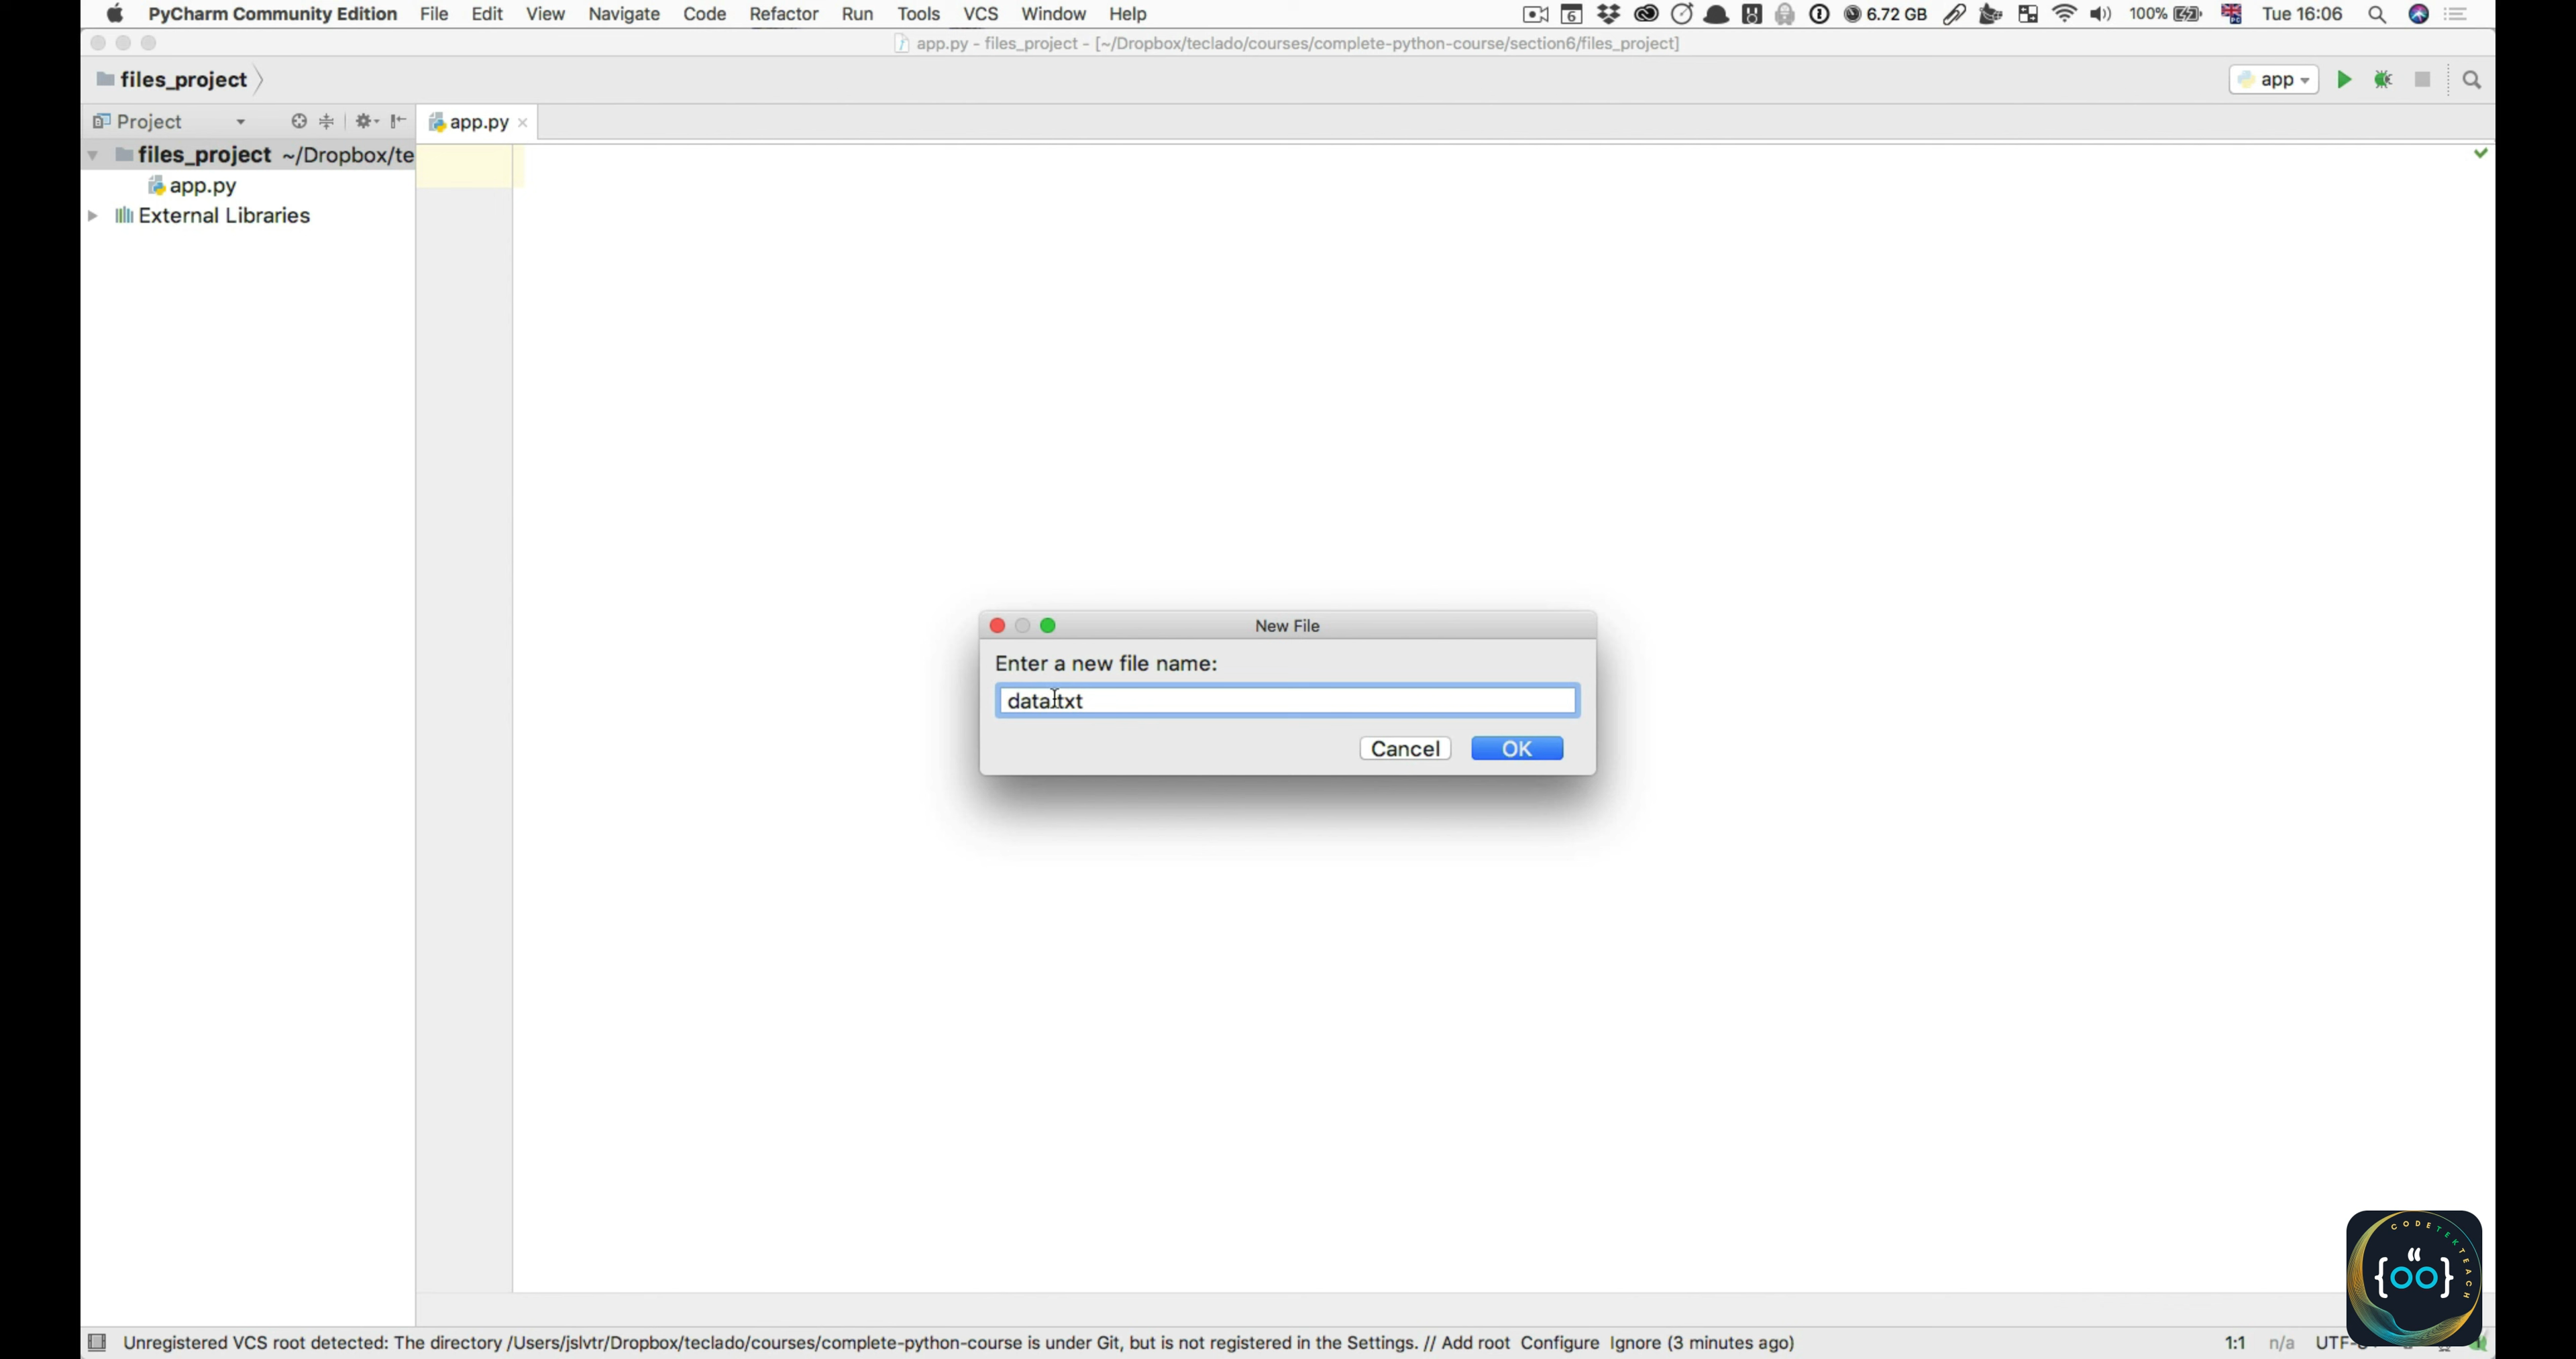 PyCharm Community Edition File Edit View Navigate Code Refactor Run Tools VCS Window Help 6 6.72 GB 100% Tue 16:06
app.py - files_project - [~/Dropbox/teclado/courses/complete-python-course/section6/files_project]
files_project app
Project app.py
files_project ~/Dropbox/te
app.py
External Libraries
New File
Enter a new file name:
data.txt
Cancel OK
CODETEKTEACH
{oo}
Unregistered VCS root detected: The directory /Users/jslvtr/Dropbox/teclado/courses/complete-python-course is under Git, but is not registered in the Settings. // Add root Configure Ignore (3 minutes ago) 1:1 n/a